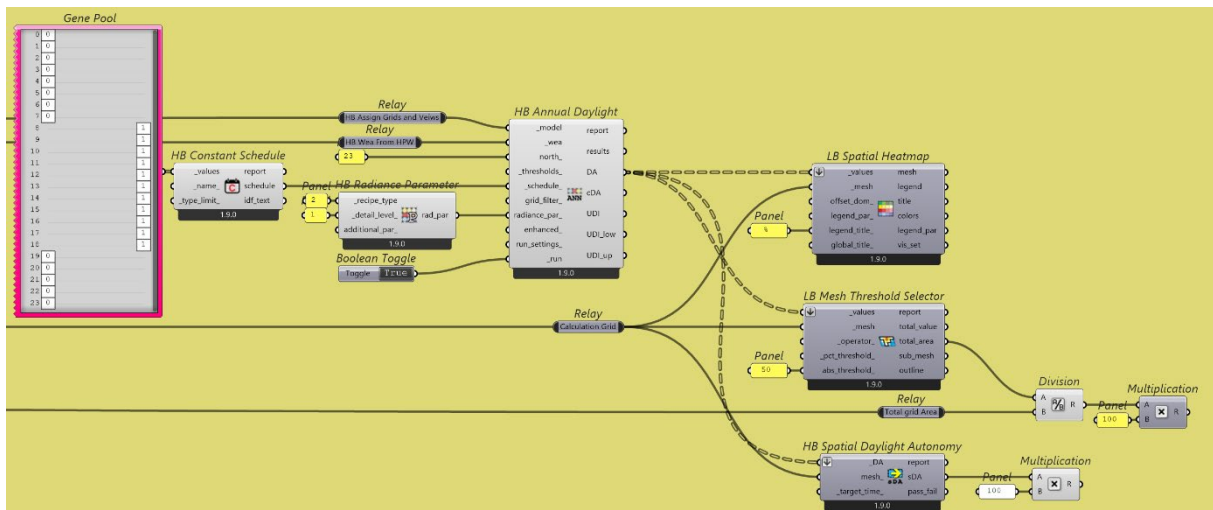 Gene Pool
0 0
1 0
2 0
3 0
4 0
5 0
6 0
7 0
8 1
9 1
10 1
11 1
12 1
13 1
14 1
15 1
16 1
17 1
18 1
19 0
20 0
21 0
22 0
23 0
HB Constant Schedule
_values report
_name_ schedule
_type_limit_ idf_text
1.9.0
Relay
HB Assign Grids and Veiws
Relay
HB Wea From HPW
23
Panel
2
1
HB Radiance Parameter
_recipe_type
_detail_level_ rad_par
additional_par_
1.9.0
Boolean Toggle
Toggle True
HB Annual Daylight
_model report
_wea
north_ results
_thresholds_ DA
_schedule_ cDA
grid_filter_ ANN
radiance_par_ UDI
enhanced_ UDI_low
run_settings_
_run UDI_up
1.9.0
Relay
Calculation Grid
LB Spatial Heatmap
_values mesh
_mesh legend
offset_dom_ title
legend_par_ colors
legend_title_ legend_par
global_title_ vis_set
1.9.0
Panel
%
LB Mesh Threshold Selector
_values report
_mesh total_value
_operator_ total_area
_pct_threshold_ sub_mesh
abs_threshold_ outline
1.9.0
Panel
50
Relay
Total grid Area
Division
A R
B
A/B
Panel
100
Multiplication
A R
B
×
HB Spatial Daylight Autonomy
_DA report
mesh_ sDA sDA
_target_time_ pass_fail
1.9.0
Panel
100
Multiplication
A R
B
×